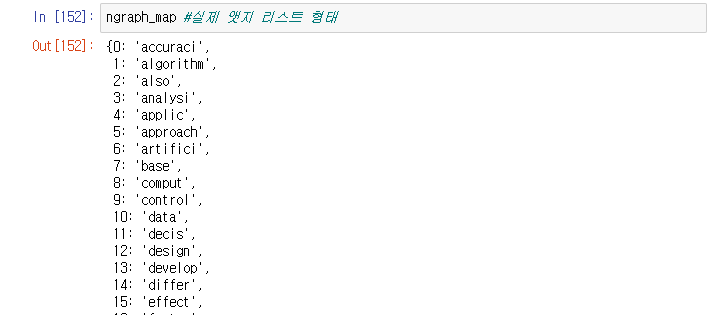 In [152]: ngraph_map #실제 앳지 리스트 형태
Out[152]: {0: 'accuraci',
1: 'algorithm',
2: 'also',
3: 'analysi',
4: 'applic',
5: 'approach',
6: 'artifici',
7: 'base',
8: 'comput',
9: 'control',
10: 'data',
11: 'decis',
12: 'design',
13: 'develop',
14: 'differ',
15: 'effect',